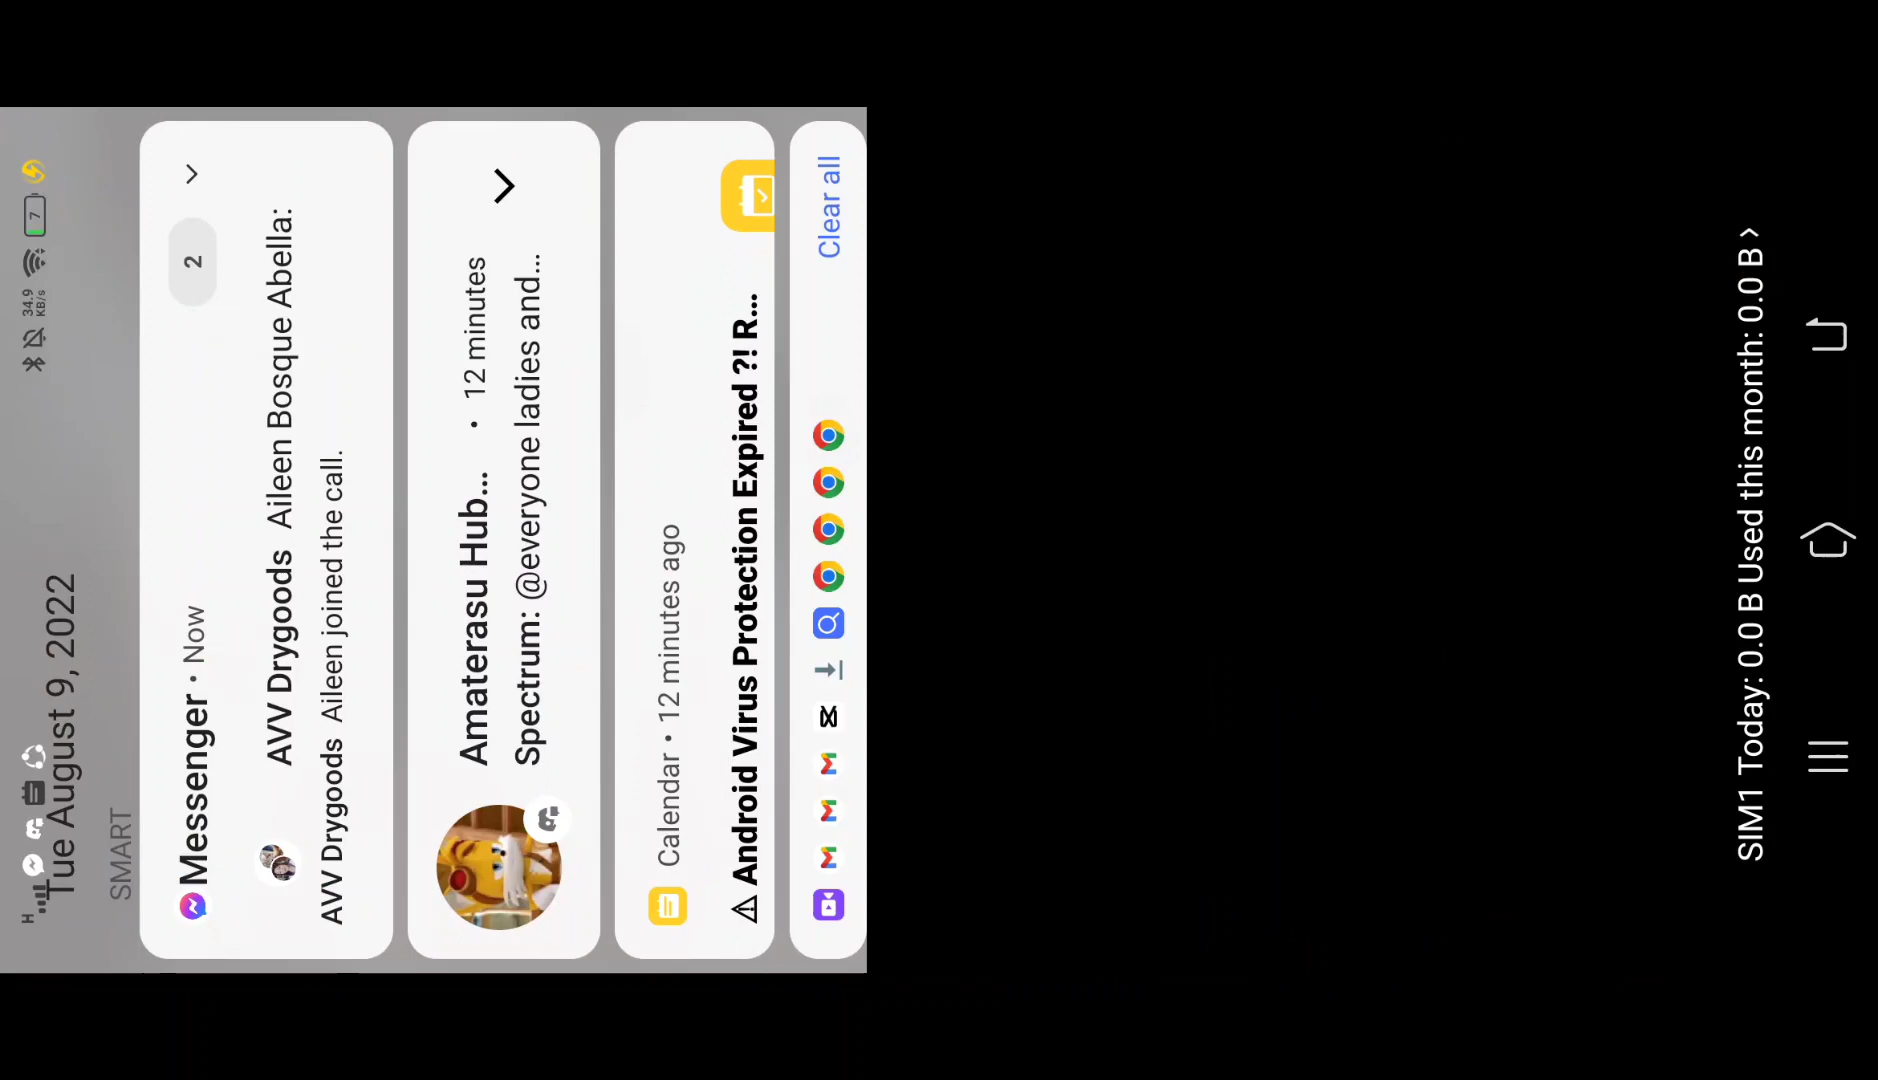 H
34.9
KB/s
7
Tue August 9, 2022
SMART
Messenger · Now
2
AVV Drygoods Aileen Bosque Abella:
AVV Drygoods Aileen joined the call.
Amaterasu Hub... · 12 minutes
Spectrum: @everyone ladies and...
Calendar · 12 minutes ago
⚠ Android Virus Protection Expired ?! R...
Clear all
SIM1 Today: 0.0 B Used this month: 0.0 B >